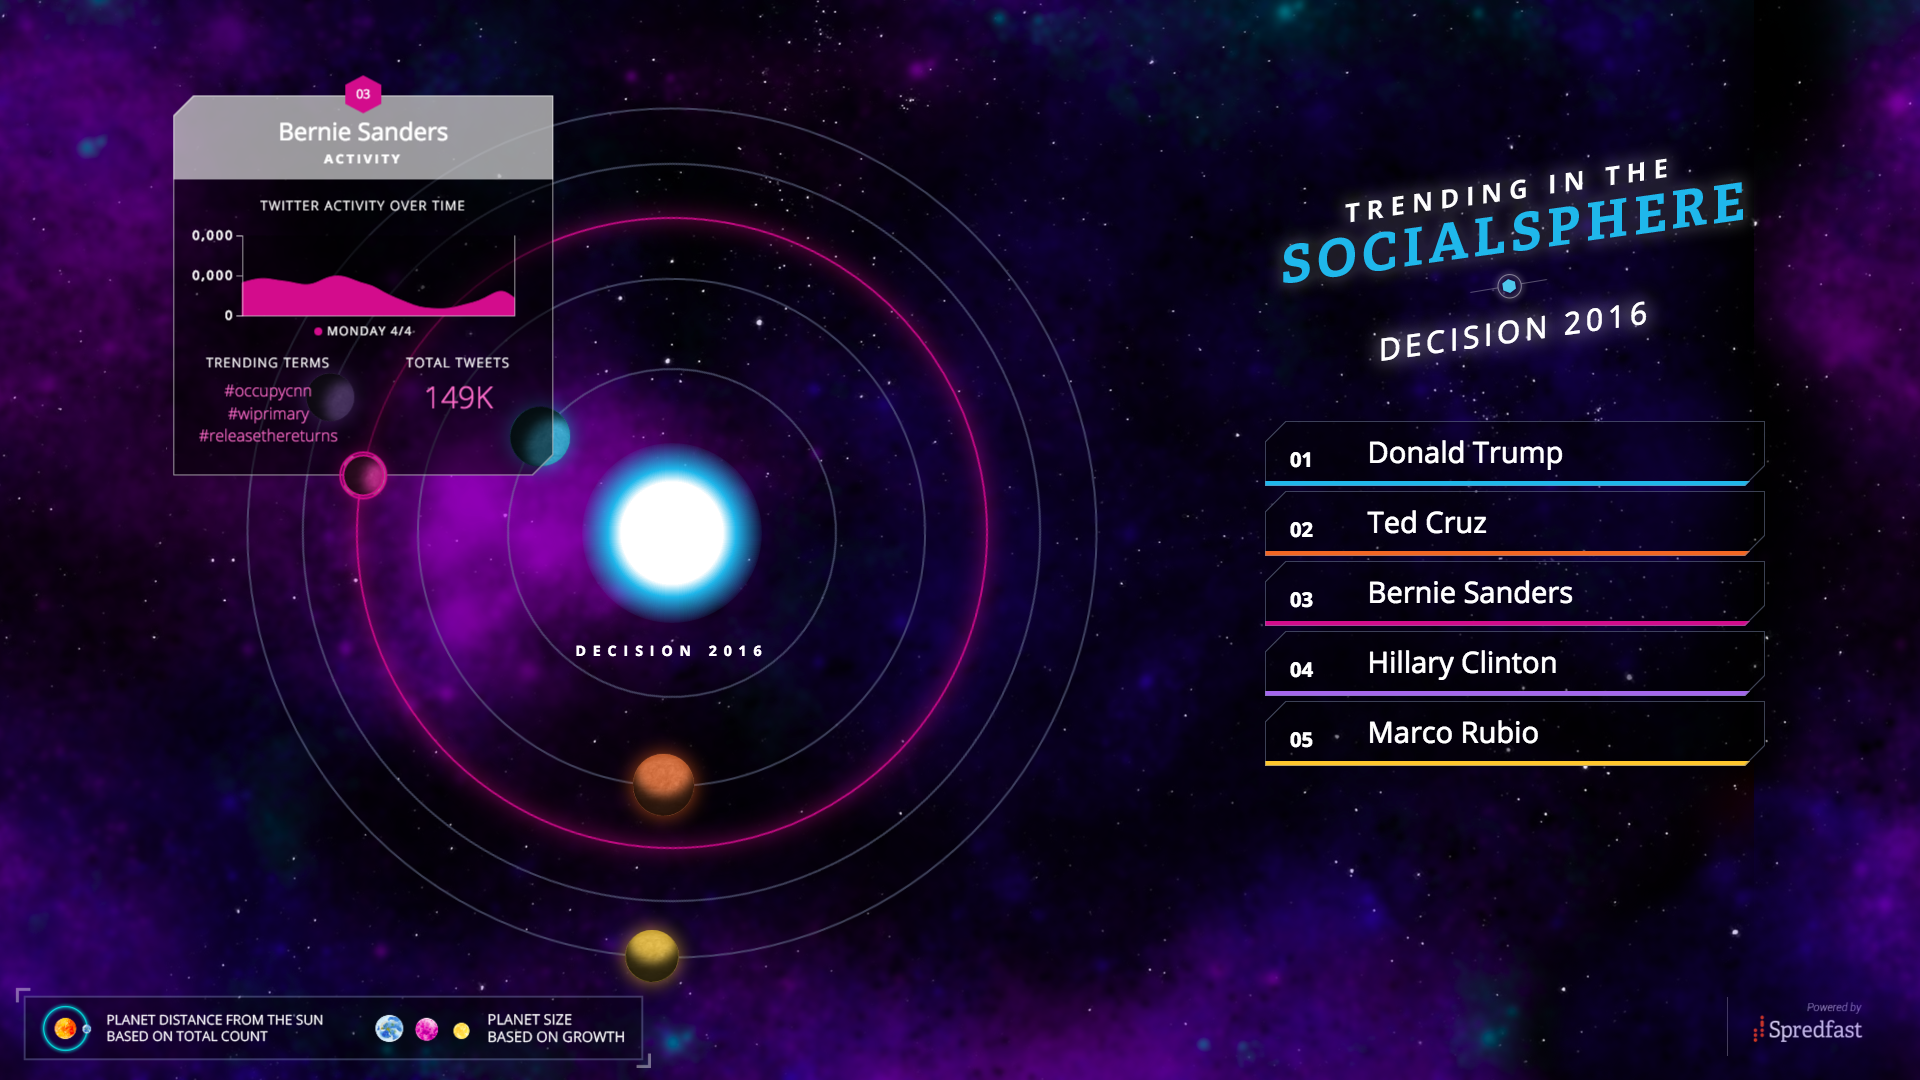 03
Bernie Sanders
ACTIVITY
TWITTER ACTIVITY OVER TIME
0,000
0,000
0
MONDAY 4/4
TRENDING TERMS
#occupycnn
#wiprimary
#releasethereturns
TOTAL TWEETS
149K
DECISION 2016
TRENDING IN THE
SOCIALSPHERE
DECISION 2016
01 Donald Trump
02 Ted Cruz
03 Bernie Sanders
04 Hillary Clinton
05 Marco Rubio
PLANET DISTANCE FROM THE SUN
BASED ON TOTAL COUNT
PLANET SIZE
BASED ON GROWTH
Powered by
Spredfast